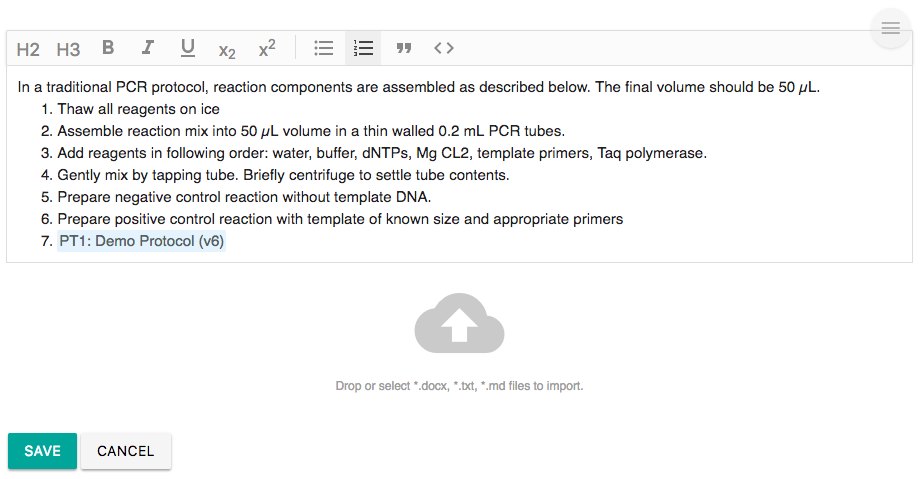 H2 H3 B I U x2 x2 ” <>
In a traditional PCR protocol, reaction components are assembled as described below. The final volume should be 50 µL.
1. Thaw all reagents on ice
2. Assemble reaction mix into 50 µL volume in a thin walled 0.2 mL PCR tubes.
3. Add reagents in following order: water, buffer, dNTPs, Mg CL2, template primers, Taq polymerase.
4. Gently mix by tapping tube. Briefly centrifuge to settle tube contents.
5. Prepare negative control reaction without template DNA.
6. Prepare positive control reaction with template of known size and appropriate primers
7. PT1: Demo Protocol (v6)
Drop or select *.docx, *.txt, *.md files to import.
SAVE CANCEL